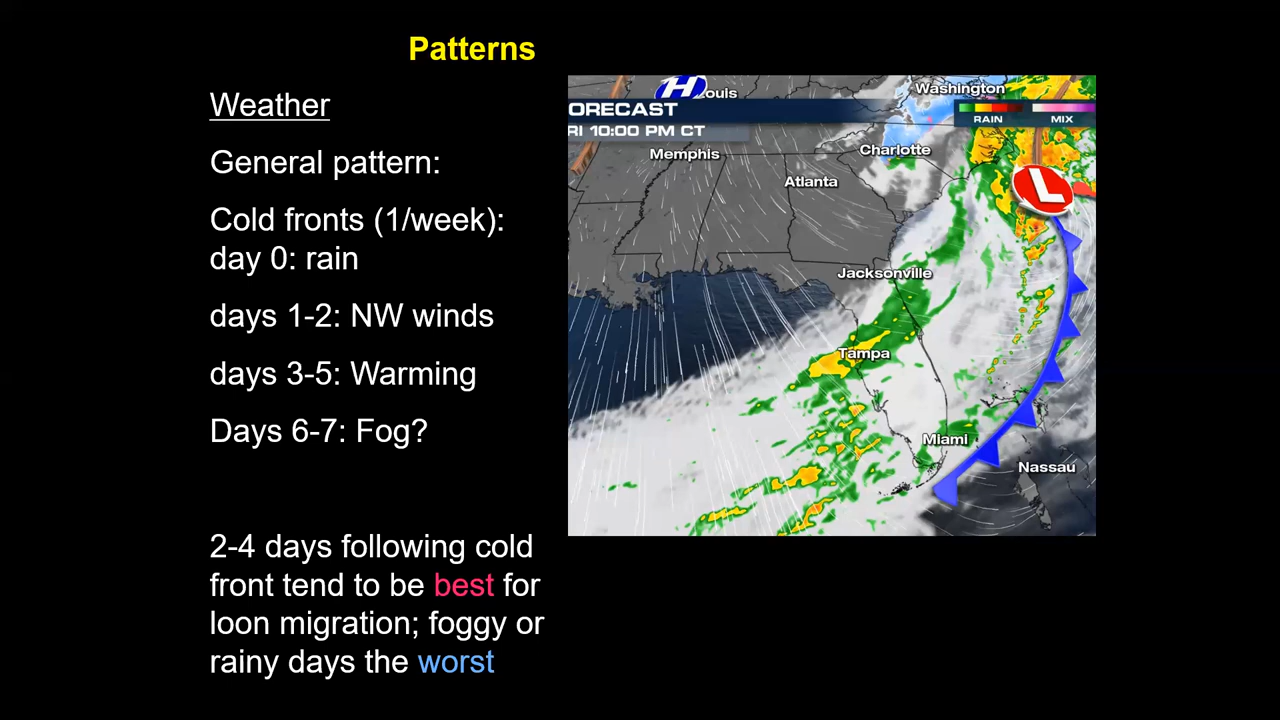 Patterns
Weather
General pattern:
Cold fronts (1/week):
day 0: rain
days 1-2: NW winds
days 3-5: Warming
Days 6-7: Fog?
2-4 days following cold
front tend to be best for
loon migration; foggy or
rainy days the worst
H
ouis
Washington
ORECAST
RI 10:00 PM CT
RAIN
MIX
Memphis
Charlotte
Atlanta
L
Jacksonville
Tampa
Miami
Nassau